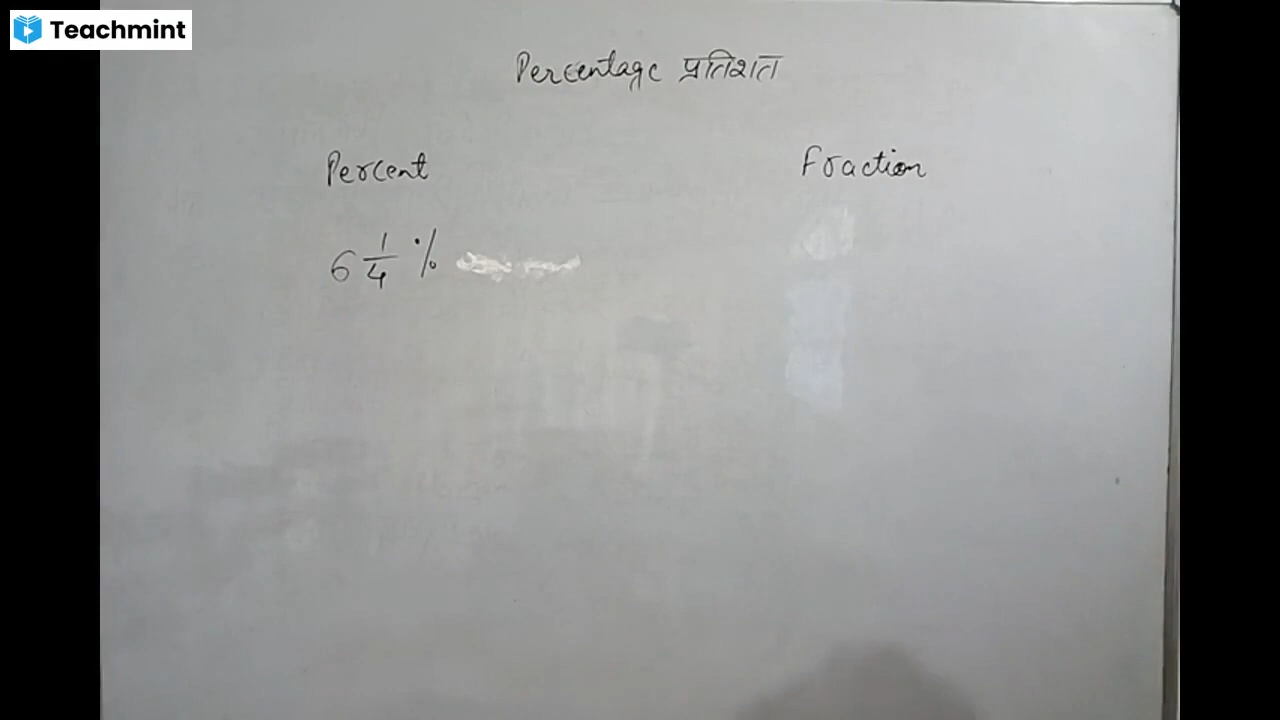 Teachmint
Percentage प्रतिशत
Percent Fraction
6 1/4 %